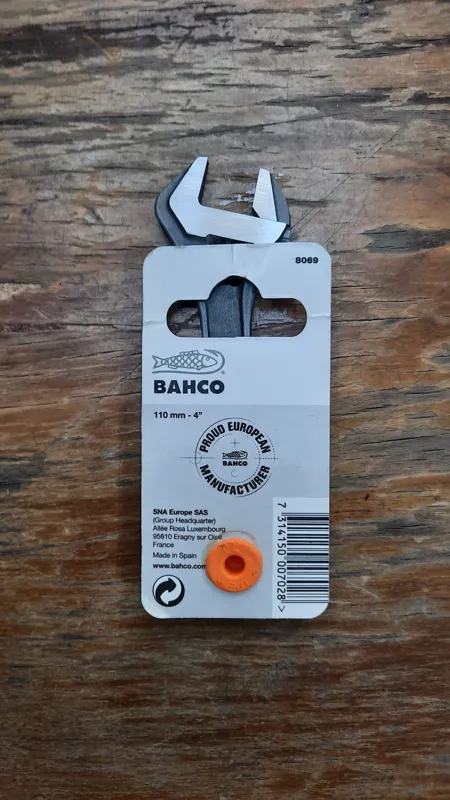 8069
BAHCO
110 mm - 4"
PROUD EUROPEAN
BAHCO
MANUFACTURER
SNA Europe SAS
(Group Headquarter)
Allée Rosa Luxembourg
95610 Eragny sur Oise
France
Made in Spain
www.bahco.com
7 314150 007028 >